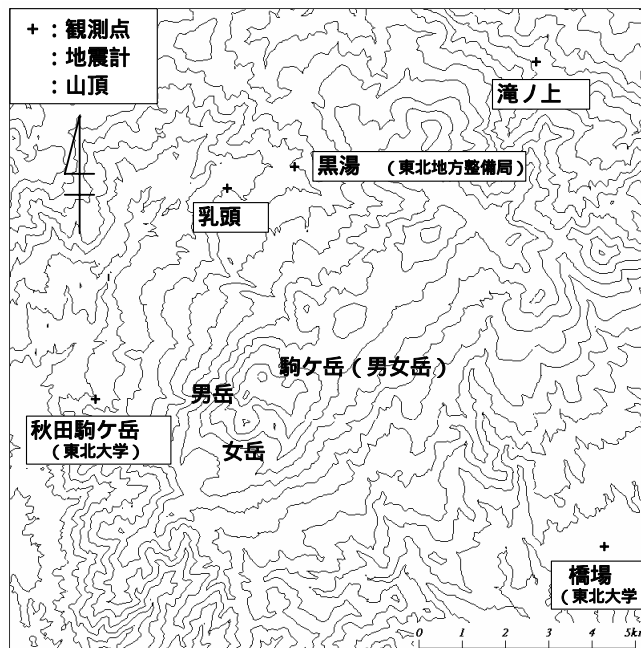 +：観測点
：地震計
：山頂
滝ノ上
黒湯 （東北地方整備局）
乳頭
駒ケ岳（男女岳）
男岳
秋田駒ケ岳
（東北大学）
女岳
橋場
（東北大学
0 1 2 3 4 5km